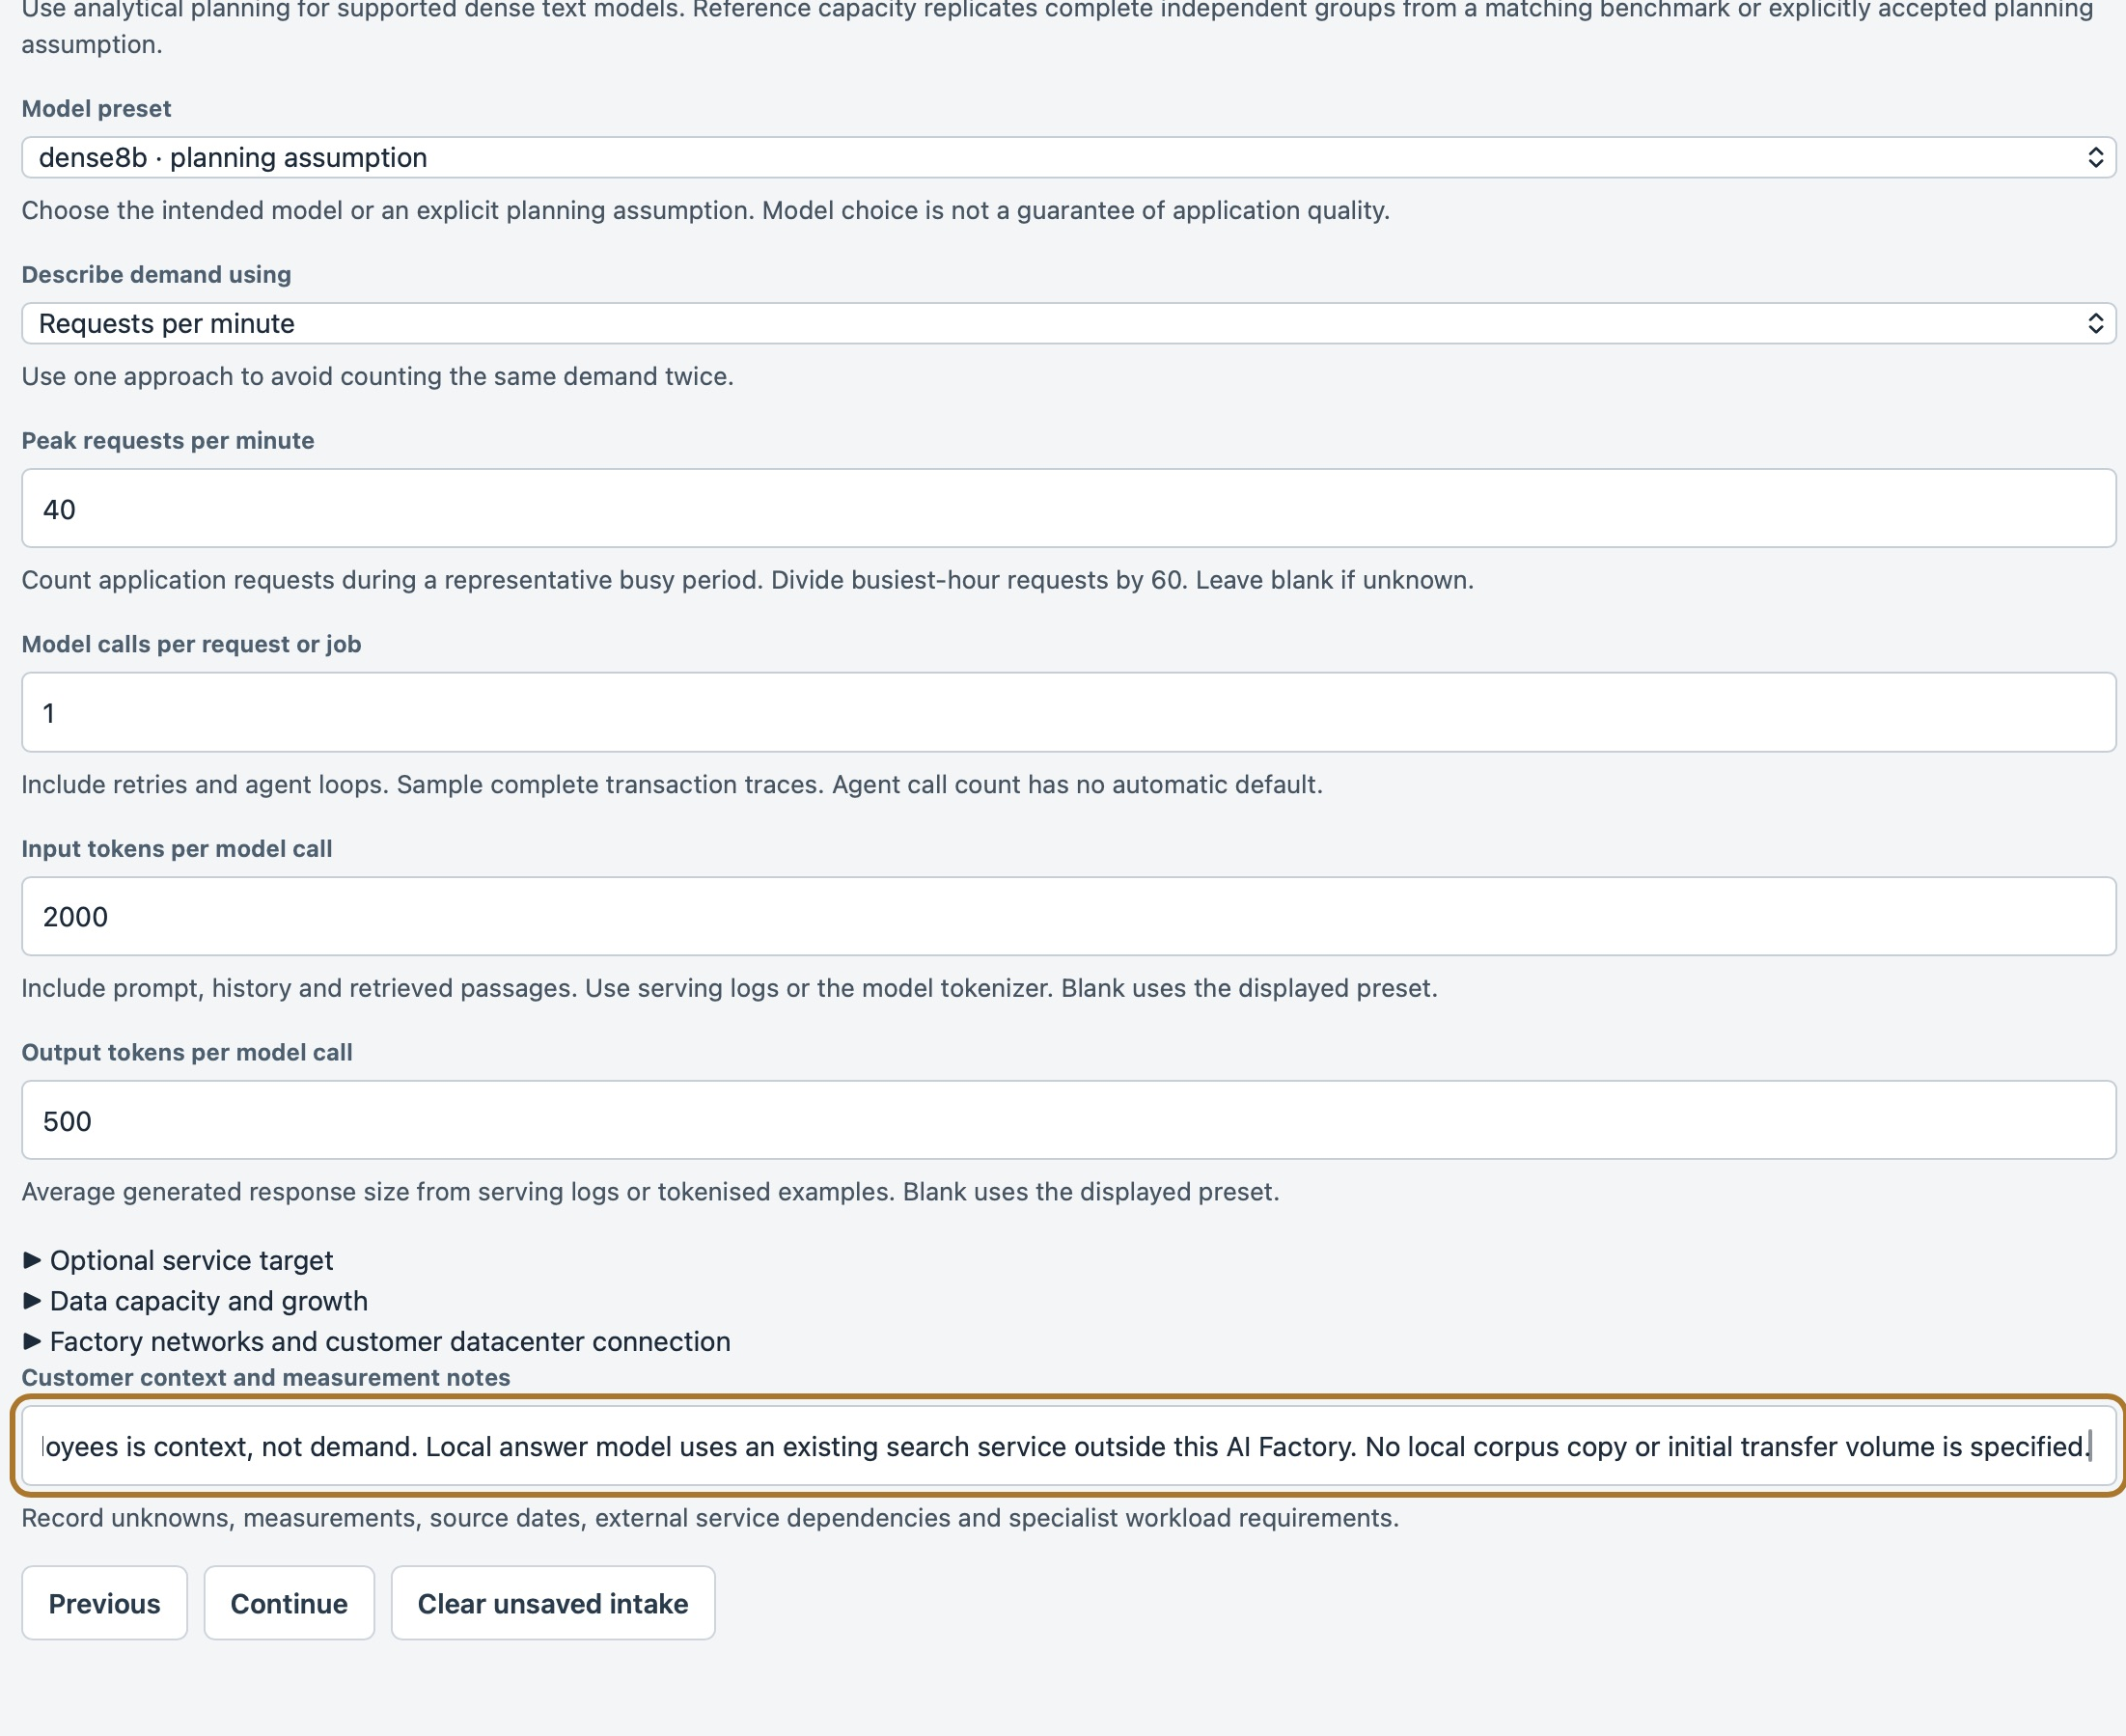 Use analytical planning for supported dense text models. Reference capacity replicates complete independent groups from a matching benchmark or explicitly accepted planning
assumption.
Model preset
dense8b · planning assumption
Choose the intended model or an explicit planning assumption. Model choice is not a guarantee of application quality.
Describe demand using
Requests per minute
Use one approach to avoid counting the same demand twice.
Peak requests per minute
40
Count application requests during a representative busy period. Divide busiest-hour requests by 60. Leave blank if unknown.
Model calls per request or job
1
Include retries and agent loops. Sample complete transaction traces. Agent call count has no automatic default.
Input tokens per model call
2000
Include prompt, history and retrieved passages. Use serving logs or the model tokenizer. Blank uses the displayed preset.
Output tokens per model call
500
Average generated response size from serving logs or tokenised examples. Blank uses the displayed preset.
Optional service target
Data capacity and growth
Factory networks and customer datacenter connection
Customer context and measurement notes
loyees is context, not demand. Local answer model uses an existing search service outside this AI Factory. No local corpus copy or initial transfer volume is specified.
Record unknowns, measurements, source dates, external service dependencies and specialist workload requirements.
Previous Continue Clear unsaved intake